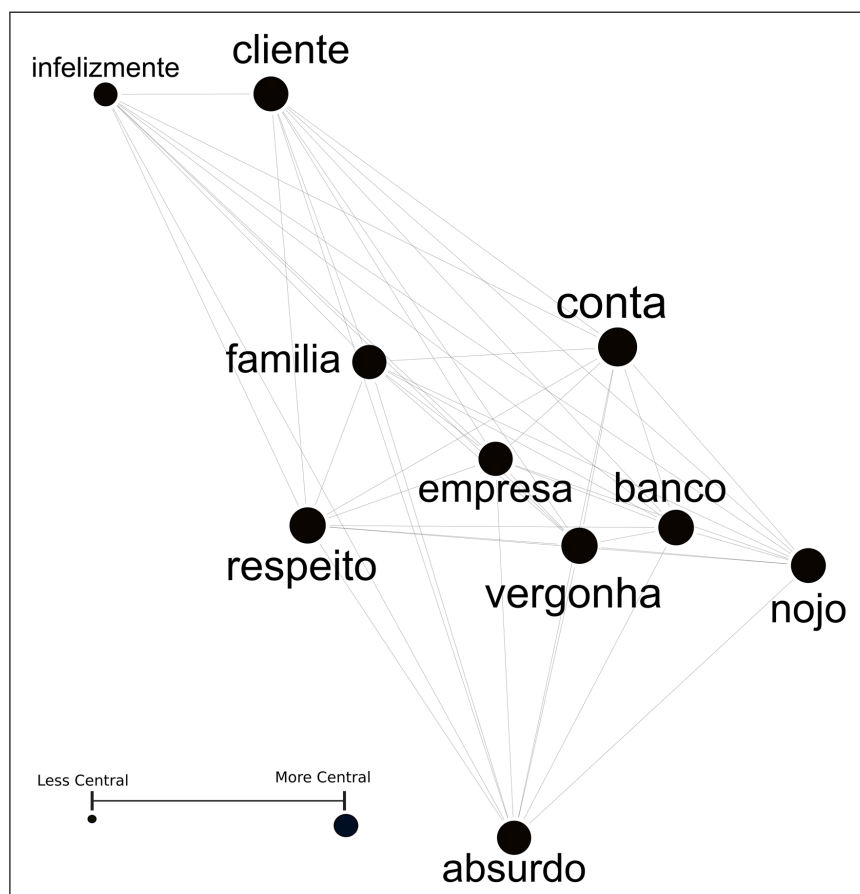 cliente
infelizmente
conta
familia
empresa
banco
respeito
vergonha
nojo
Less Central
More Central
absurdo